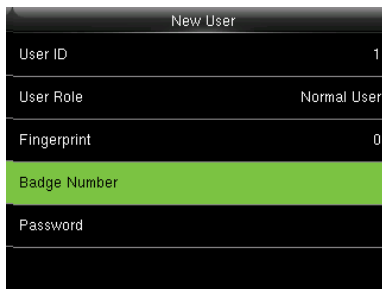 New User
User ID 1
User Role Normal User
Fingerprint 0
Badge Number
Password